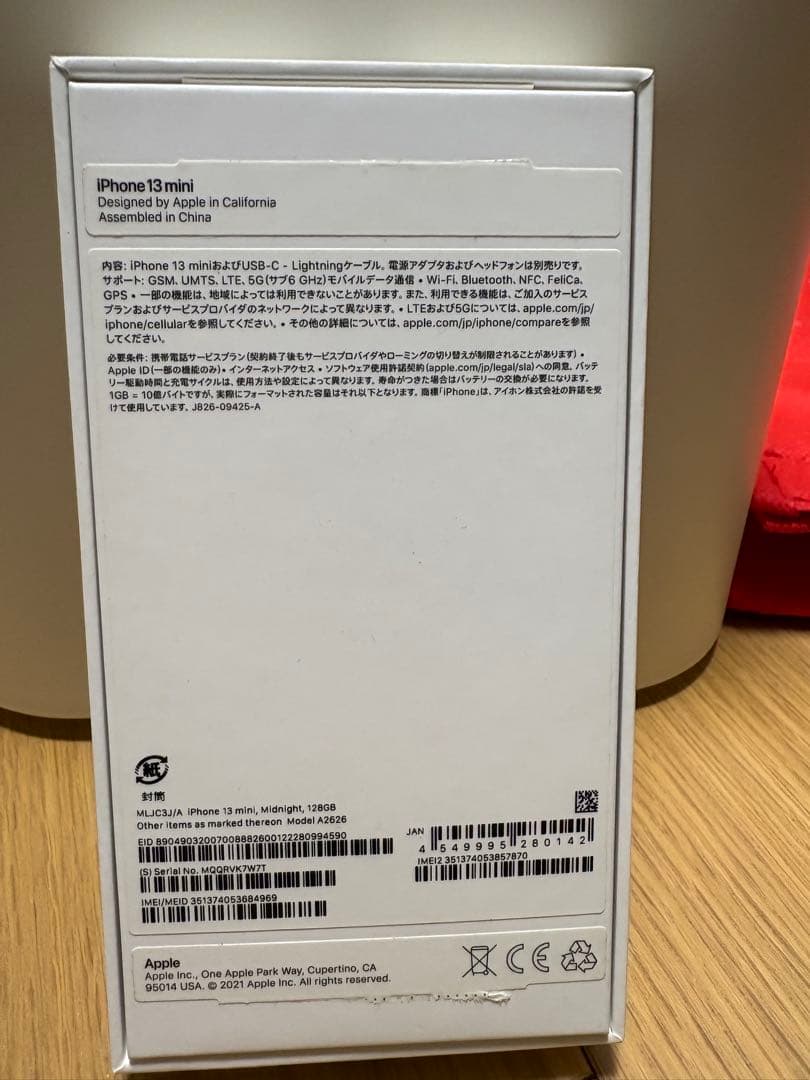 iPhone 13 mini
Designed by Apple in California
Assembled in China
内容: iPhone 13 miniおよびUSB-C - Lightningケーブル。電源アダプタおよびヘッドフォンは別売りです。
サポート: GSM、UMTS、LTE、5G(サブ6 GHz)モバイルデータ通信 • Wi-Fi、Bluetooth、NFC、FeliCa、
GPS • 一部の機能は、地域によっては利用できないことがあります。また、利用できる機能は、ご加入のサービス
プランおよびサービスプロバイダのネットワークによって異なります。• LTEおよび5Gについては、apple.com/jp/
iphone/cellularを参照してください。• その他の詳細については、apple.com/jp/iphone/compareを参照
してください。
必要条件: 携帯電話サービスプラン(契約終了後もサービスプロバイダやローミングの切り替えが制限されることがあります) •
Apple ID(一部の機能のみ) • インターネットアクセス • ソフトウェア使用許諾契約(apple.com/jp/legal/sla)への同意。バッテ
リー駆動時間と充電サイクルは、使用方法や設定によって異なります。寿命がつきた場合はバッテリーの交換が必要になります。
1GB = 10億バイトですが、実際にフォーマットされた容量はそれ以下となります。商標「iPhone」は、アイホン株式会社の許諾を受
けて使用しています。JB26-09425-A
紙
封筒
MLJC3J/A iPhone 13 mini, Midnight, 128GB
Other items as marked thereon Model A2626
EID 89049032007008882600122280994590
(S) Serial No. MQQRVK7W7T
IMEI/MEID 351374053684969
JAN
4 549995 280142
IMEI2 351374053857870
Apple
Apple Inc., One Apple Park Way, Cupertino, CA
95014 USA. © 2021 Apple Inc. All rights reserved.
CE